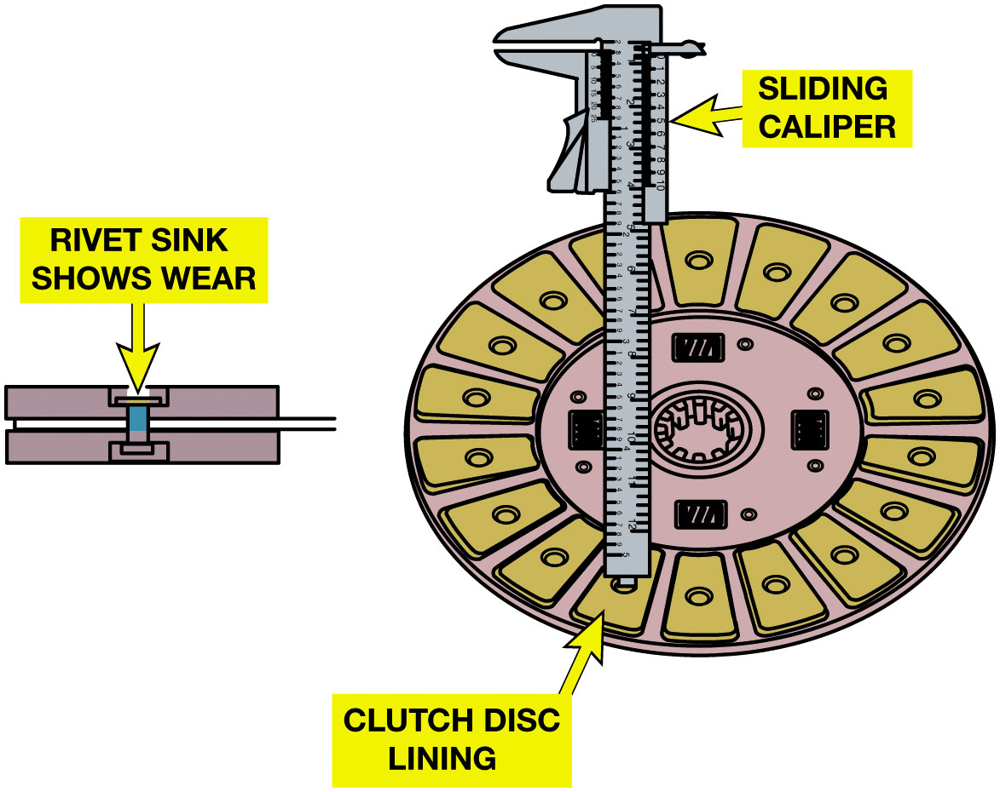 SLIDING
CALIPER
RIVET SINK
SHOWS WEAR
CLUTCH DISC
LINING